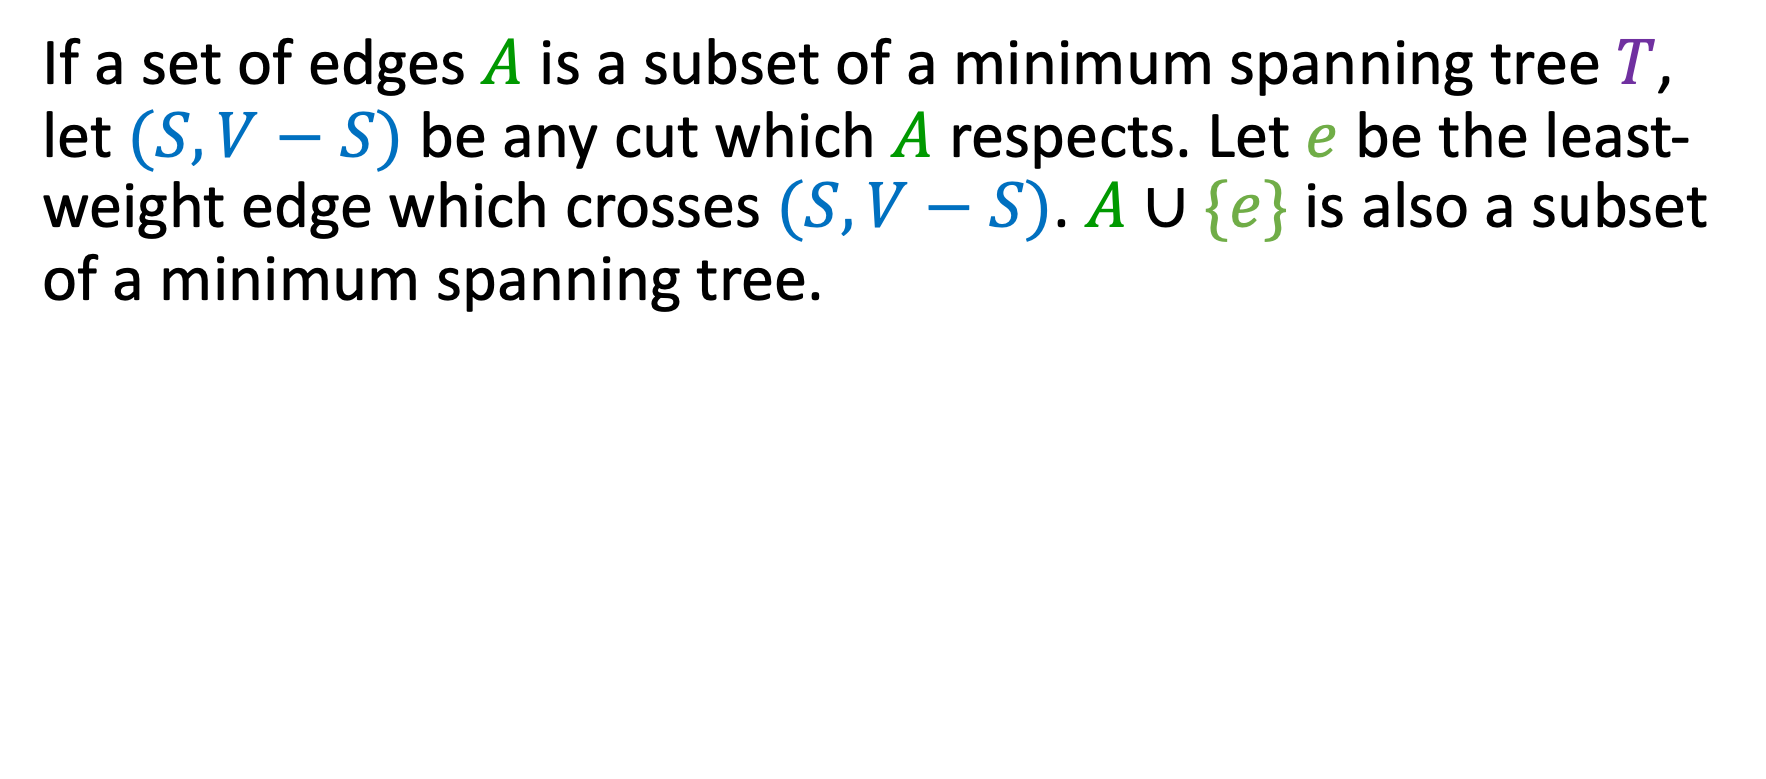 If a set of edges A is a subset of a minimum spanning tree T,
let (S, V − S) be any cut which A respects. Let e be the least-
weight edge which crosses (S, V − S). A ∪ {e} is also a subset
of a minimum spanning tree.